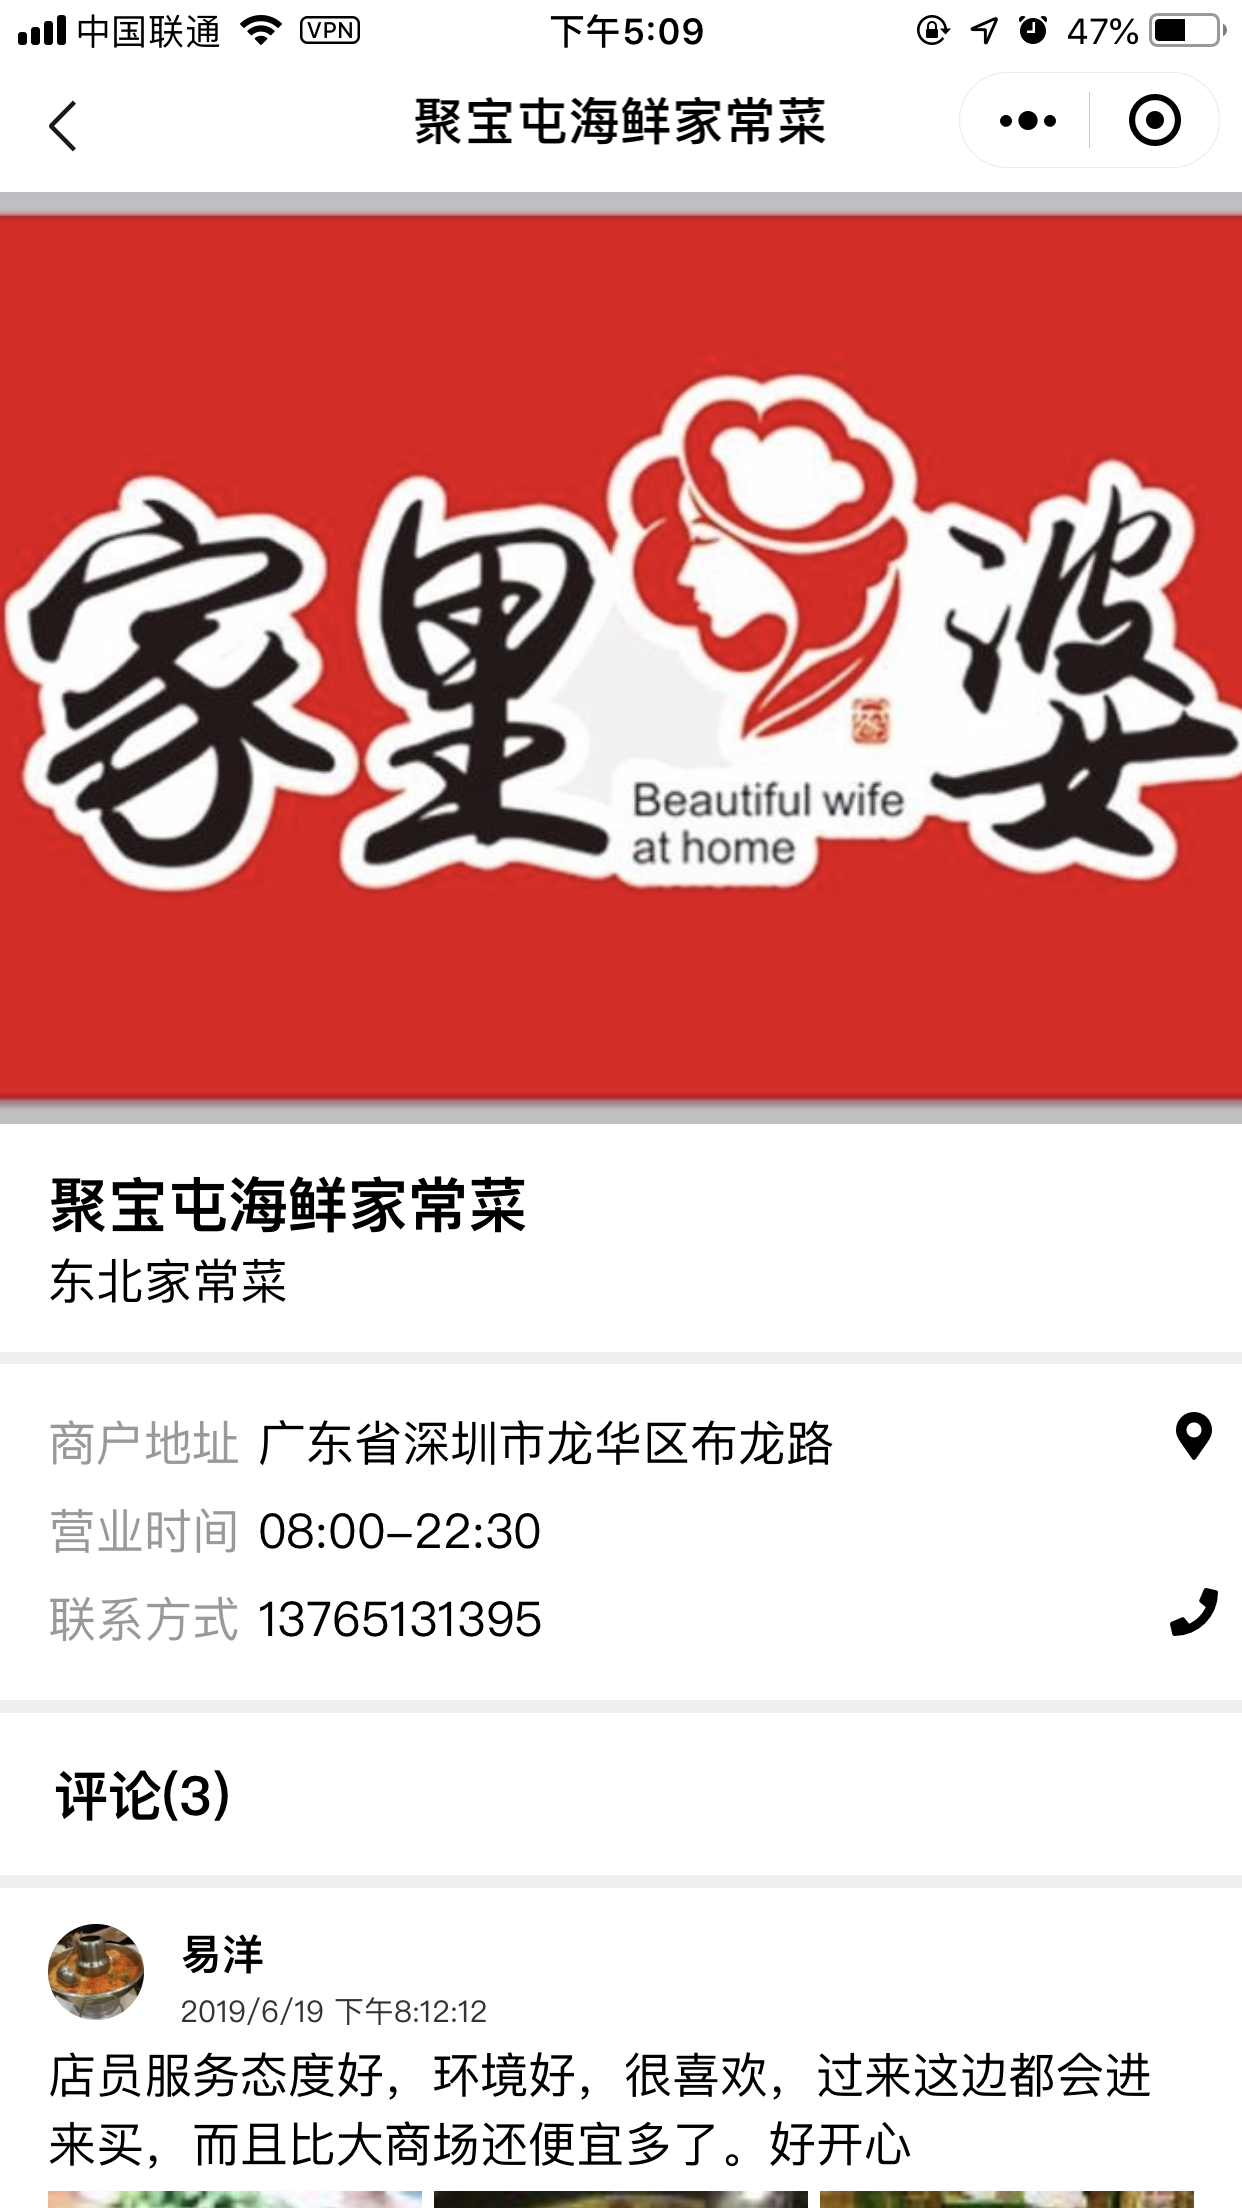 中国联通 VPN 下午5:09 47%
聚宝屯海鲜家常菜
家里婆
Beautiful wife
at home
聚宝屯海鲜家常菜
东北家常菜
商户地址 广东省深圳市龙华区布龙路
营业时间 08:00-22:30
联系方式 13765131395
评论(3)
易洋
2019/6/19 下午8:12:12
店员服务态度好，环境好，很喜欢，过来这边都会进
来买，而且比大商场还便宜多了。好开心